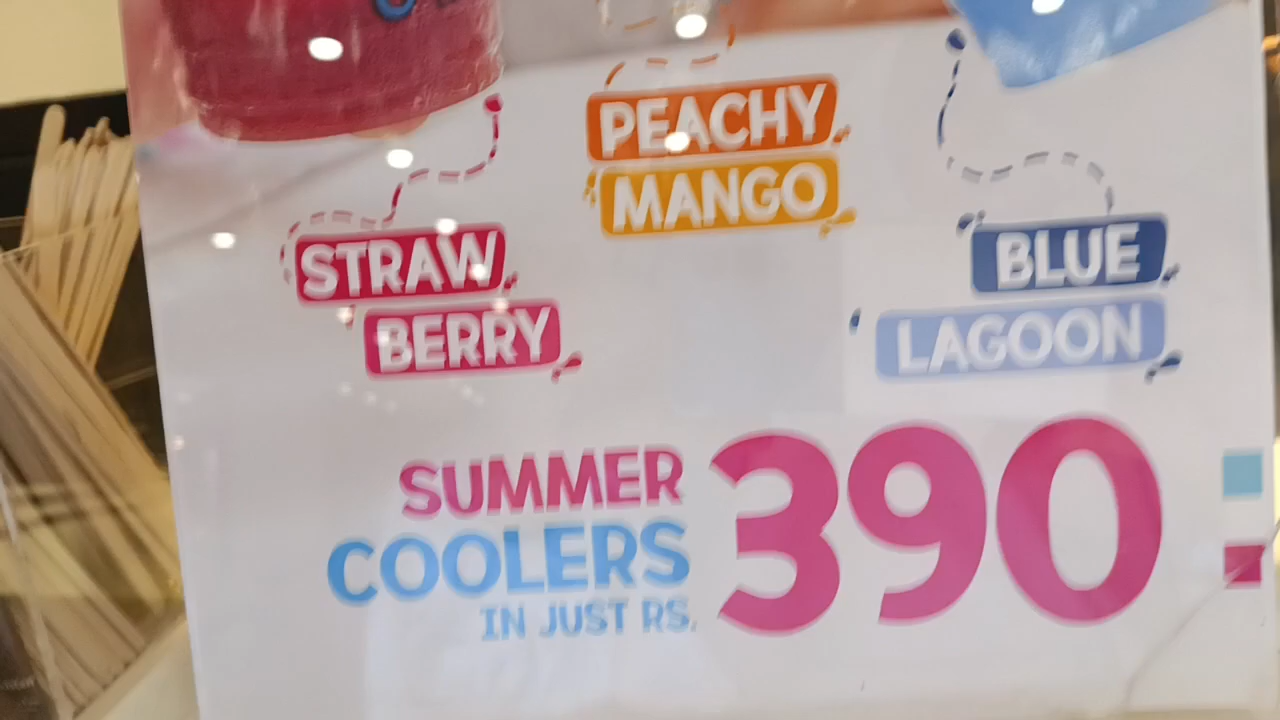 PEACHY
MANGO
STRAW
BERRY
BLUE
LAGOON
SUMMER
COOLERS
IN JUST RS.
390